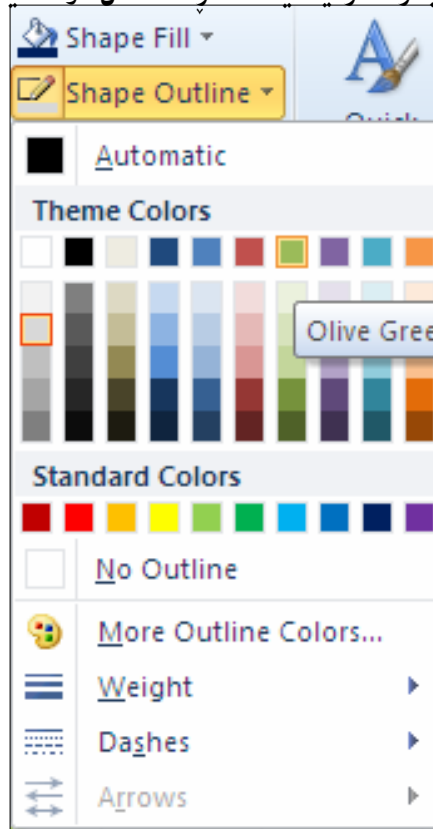 Shape Fill
Shape Outline
Automatic
Theme Colors
Olive Gree
Standard Colors
No Outline
More Outline Colors...
Weight
Dashes
Arrows